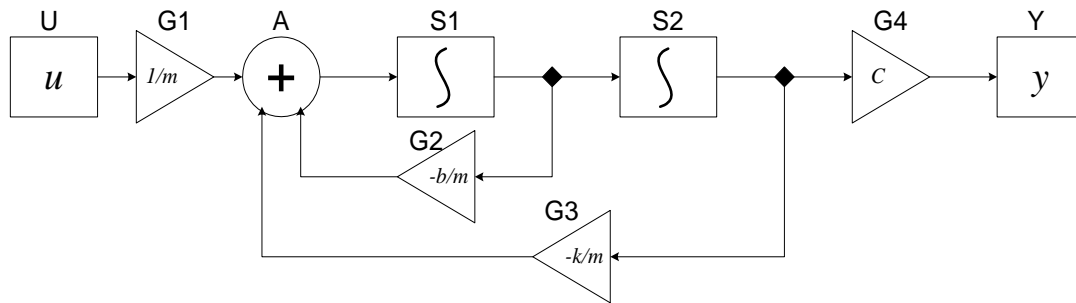 U G1 A S1 S2 G4 Y
u 1/m + ∫ ∫ C y
G2
-b/m
G3
-k/m